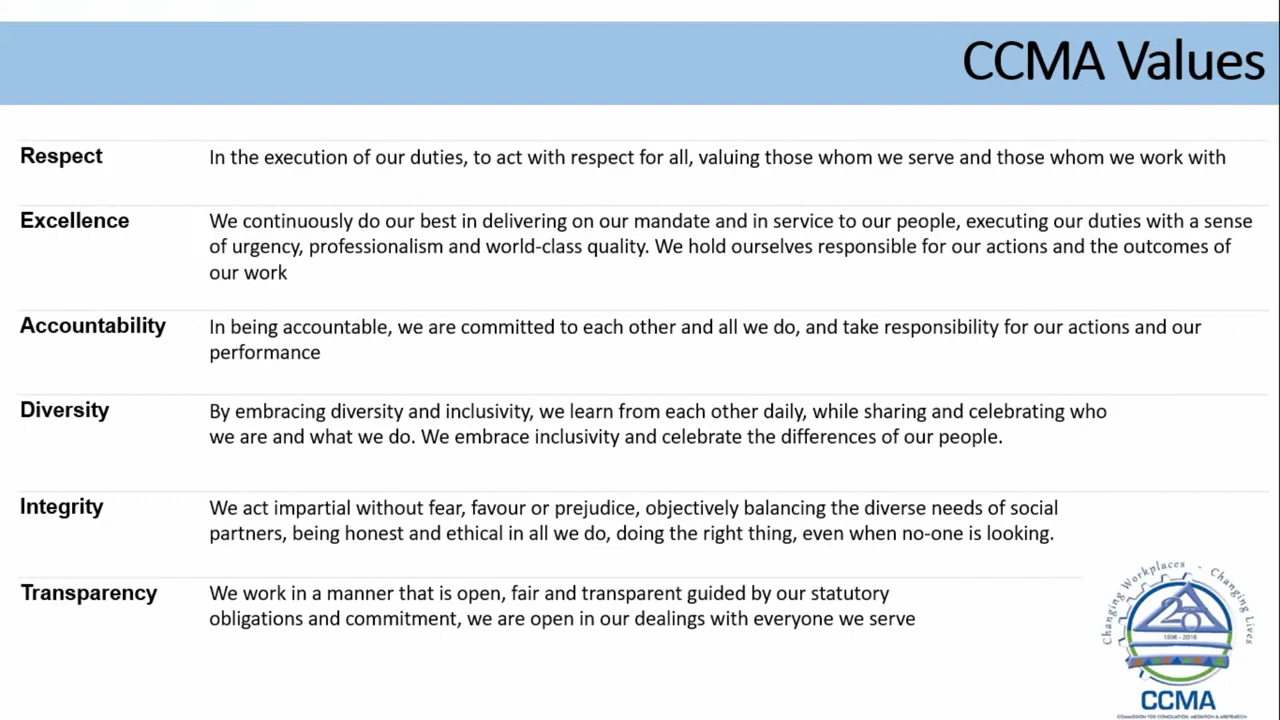 CCMA Values
Respect
In the execution of our duties, to act with respect for all, valuing those whom we serve and those whom we work with
Excellence
We continuously do our best in delivering on our mandate and in service to our people, executing our duties with a sense
of urgency, professionalism and world-class quality. We hold ourselves responsible for our actions and the outcomes of
our work
Accountability
In being accountable, we are committed to each other and all we do, and take responsibility for our actions and our
performance
Diversity
By embracing diversity and inclusivity, we learn from each other daily, while sharing and celebrating who
we are and what we do. We embrace inclusivity and celebrate the differences of our people.
Integrity
We act impartial without fear, favour or prejudice, objectively balancing the diverse needs of social
partners, being honest and ethical in all we do, doing the right thing, even when no-one is looking.
Transparency
We work in a manner that is open, fair and transparent guided by our statutory
obligations and commitment, we are open in our dealings with everyone we serve
Changing Workplaces - Changing Lives
20
1996 - 2016
CCMA
COMMISSION FOR CONCILIATION, MEDIATION & ARBITRATION